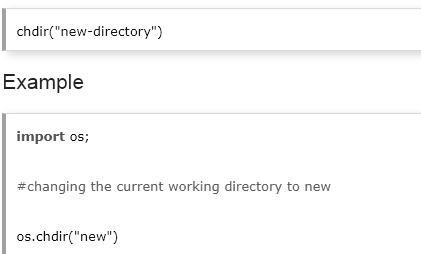 chdir("new-directory")
Example
import os;
#changing the current working directory to new
os.chdir("new")